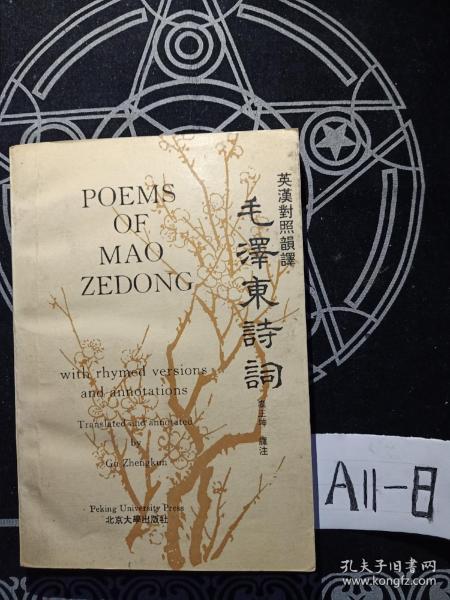 POEMS
OF
MAO
ZEDONG
with rhymed versions
and annotations
Translated and annotated
by
Gu Zhengkun
Peking University Press
北京大學出版社
英漢對照韻譯
毛澤東詩詞
辜正坤 譯注
A11-8
孔夫子旧书网
www.kongfz.com